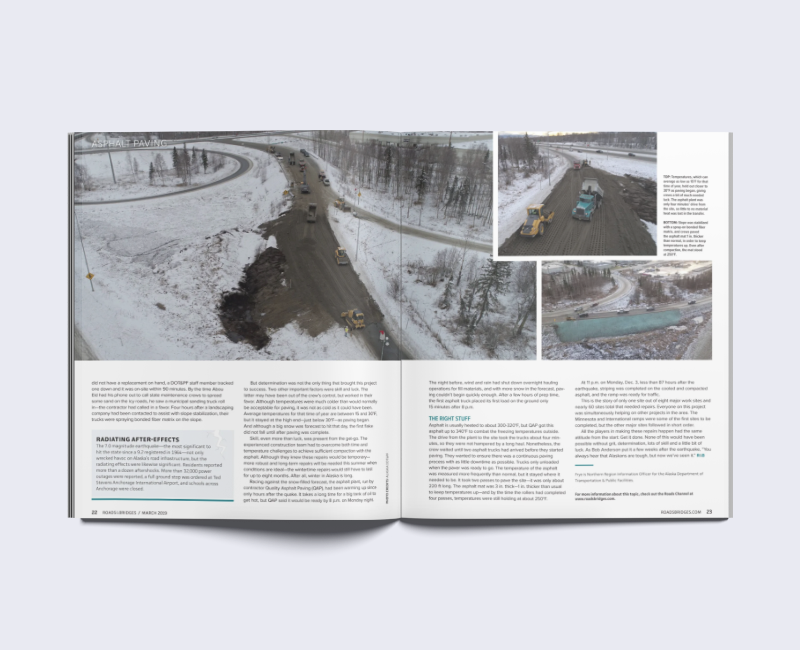 ASPHALT PAVING
TOP: Temperatures, which can
BOTTOM: Slope was stabilized
did not have a replacement on hand, a DOT&PF staff member tracked
one down and it was on-site within 90 minutes. By the time Allow.
Ed had his phone out to call state maintenance crews to spread
some sand on the icy roads, he saw a municipal sanding truck roll
in—the contractor had called in a favor. Four hours after a landscaping
company had been contacted to assist with slope stabilization, their
trucks were spraying bonded fiber matrix on the slope.
RADIATING AFTER-EFFECTS
The 7.0 magnitude earthquake—the most significant to
hit the state since a 9.2 registered in 1964—not only
wrecked havoc on Alaska's road infrastructure, but the
radiating effects were likewise significant. Residents reported
more than a dozen aftershocks. More than 10,000 power
outages were reported, a full ground stop was ordered at Ted
Stevens Anchorage International Airport, and schools across
Anchorage were closed.
But determination was not the only thing that brought this project
to success. Two other important factors were skill and luck. The
latter may have been out of the crew's control, but worked in their
favor. Although temperatures were much colder than would normally
be acceptable for paving, it was not as cold as it could have been.
Average temperatures for that time of year are between 15 and 30°F,
but it stayed at the high end—just below 30°F—as paving began.
And although a big snow was forecast to hit that day, the first flake
did not fall until after paving was complete.
Skill, even more than luck, was present from the get-go. The
experienced construction team had to overcome both time and
temperature challenges to achieve sufficient compaction with the
asphalt. Although they knew these repairs would be temporary—
more robust and long term repairs will be needed this summer when
conditions are ideal—the wintertime repair would still have to last
for up to eight months. After all, winter in Alaska is long.
Racing against the snow-filled forecast, the asphalt plant, run by
contractor Quality Asphalt Paving (QAP), had been warming up since
only hours after the quake. It takes a long time for a big tank of oil to
get hot, but QAP said it would be ready by 8 p.m. on Monday night.
The night before, wind and rain had shut down overnight hauling
operations for fill materials, and with more snow in the forecast, pav-
ing couldn't begin quickly enough. After a few hours of prep time,
the first asphalt truck placed its first load on the ground only
15 minutes after 8 p.m.
THE RIGHT STUFF
Asphalt is usually heated to about 300-320°F, but QAP got this
asphalt up to 340°F to combat the freezing temperatures outside.
The drive from the plant to the site took the trucks about four min-
utes, so they were not hampered by a long haul. Nonetheless, the
crew waited until two asphalt trucks had arrived before they started
paving. They wanted to ensure there was a continuous paving
process with as little downtime as possible. Trucks only unloaded
when the paver was ready to go. The temperature of the asphalt
was measured more frequently than normal, but it stayed where it
needed to be. It took two passes to pave the site—it was only about
320 ft long. The asphalt mat was 3 in. thick—1 in. thicker than usual
to keep temperatures up—and by the time the rollers had completed
four passes, temperatures were still holding at about 250°F.
At 11 p.m. on Monday, Dec. 3, less than 87 hours after the
earthquake, striping was completed on the cooled and compacted
asphalt, and the ramp was ready for traffic.
This is the story of only one site out of eight major work sites and
nearly 50 sites total that needed repairs. Everyone on this project
was simultaneously helping on other projects in the area. The
Minnesota and International ramps were some of the first sites to be
completed, but the other major sites followed in short order.
All the players in making these repairs happen had the same
attitude from the start: Get it done. None of this would have been
possible without grit, determination, lots of skill and a little bit of
luck. As Bob Anderson put it a few weeks after the earthquake, "You
always hear that Alaskans are tough, but now we've seen it." R&B
Northern Region Information Officer for the Alaska Department of
Transportation & Public Facilities.
For more information about this topic, check out the Roads Channel at
www.roadsbridges.com.
22 ROADS&BRIDGES // MARCH 2019
ROADSBRIDGES.COM 23